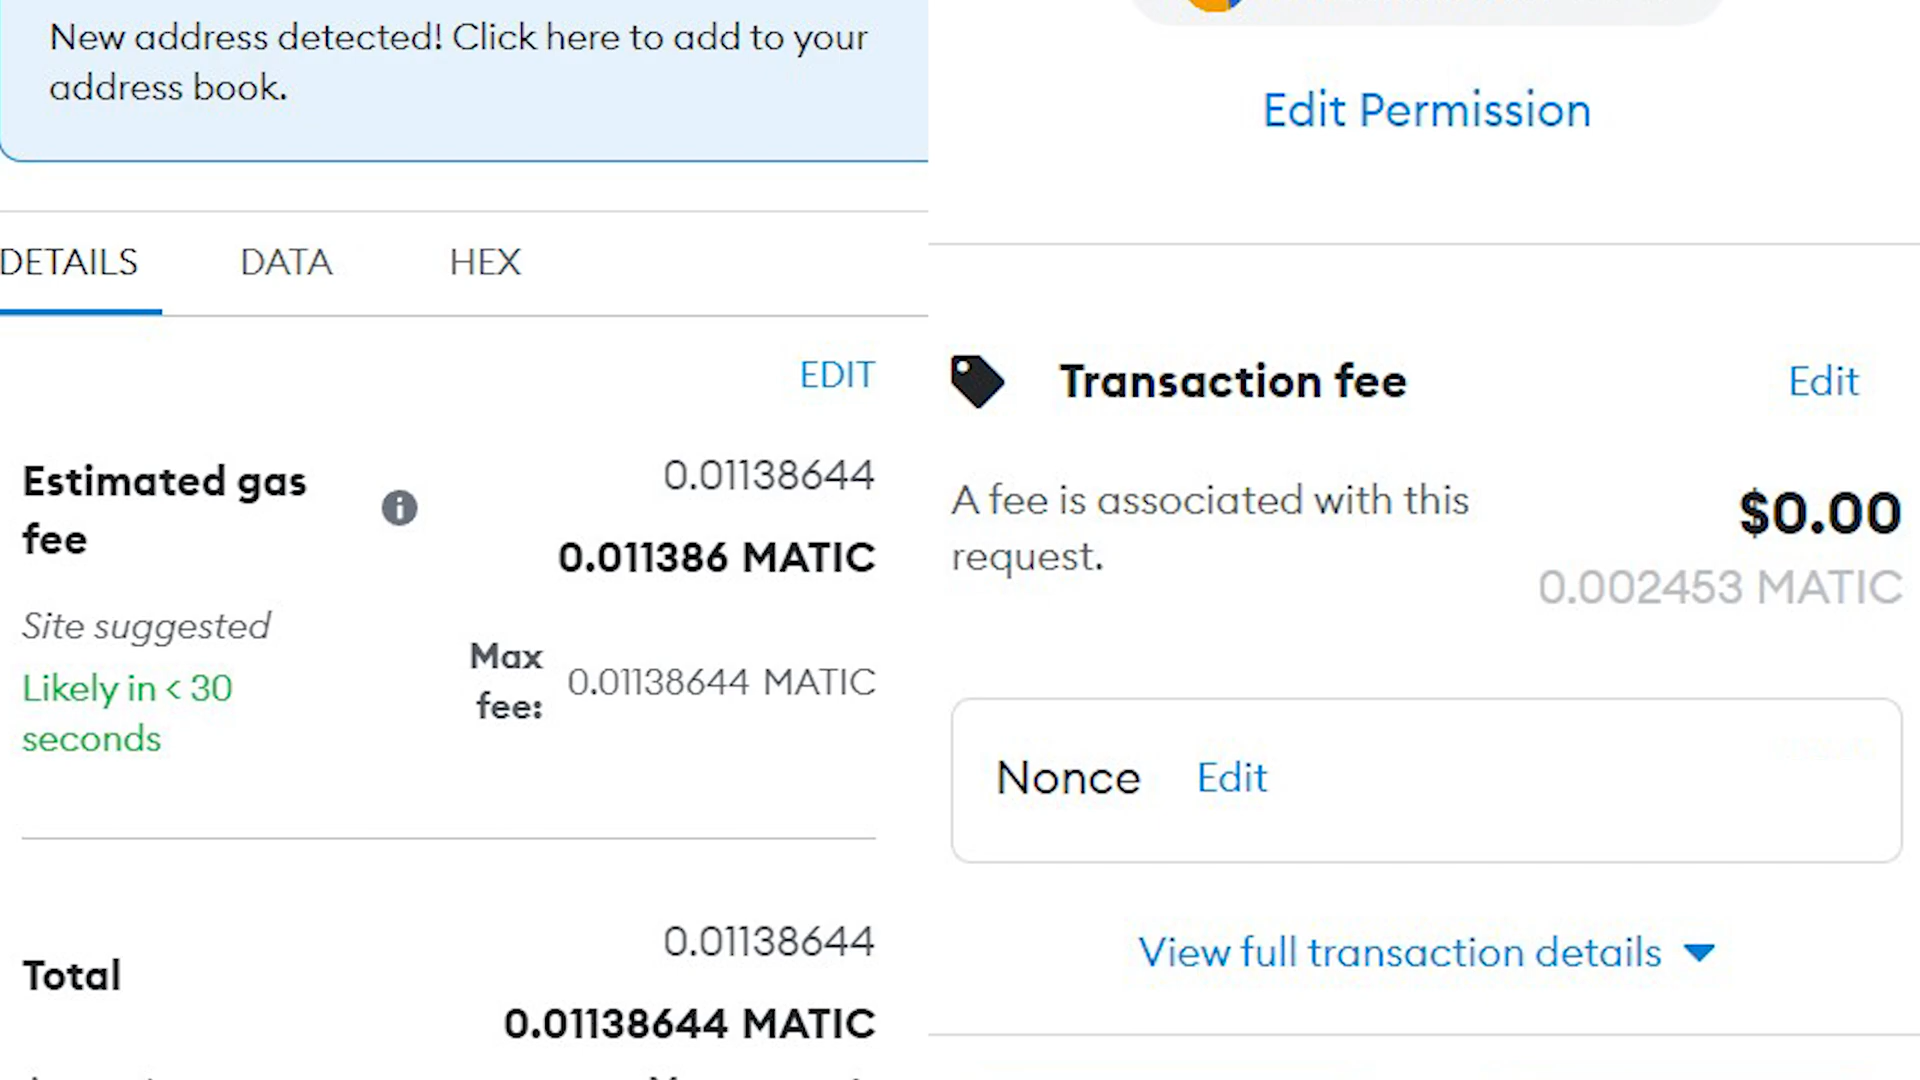 New address detected! Click here to add to your
address book.
DETAILS DATA HEX
EDIT
Estimated gas
fee
0.01138644
0.011386 MATIC
Site suggested
Likely in < 30
seconds
Max
fee:
0.01138644 MATIC
Total
0.01138644
0.01138644 MATIC
Edit Permission
Transaction fee
Edit
A fee is associated with this
request.
$0.00
0.002453 MATIC
Nonce Edit
View full transaction details